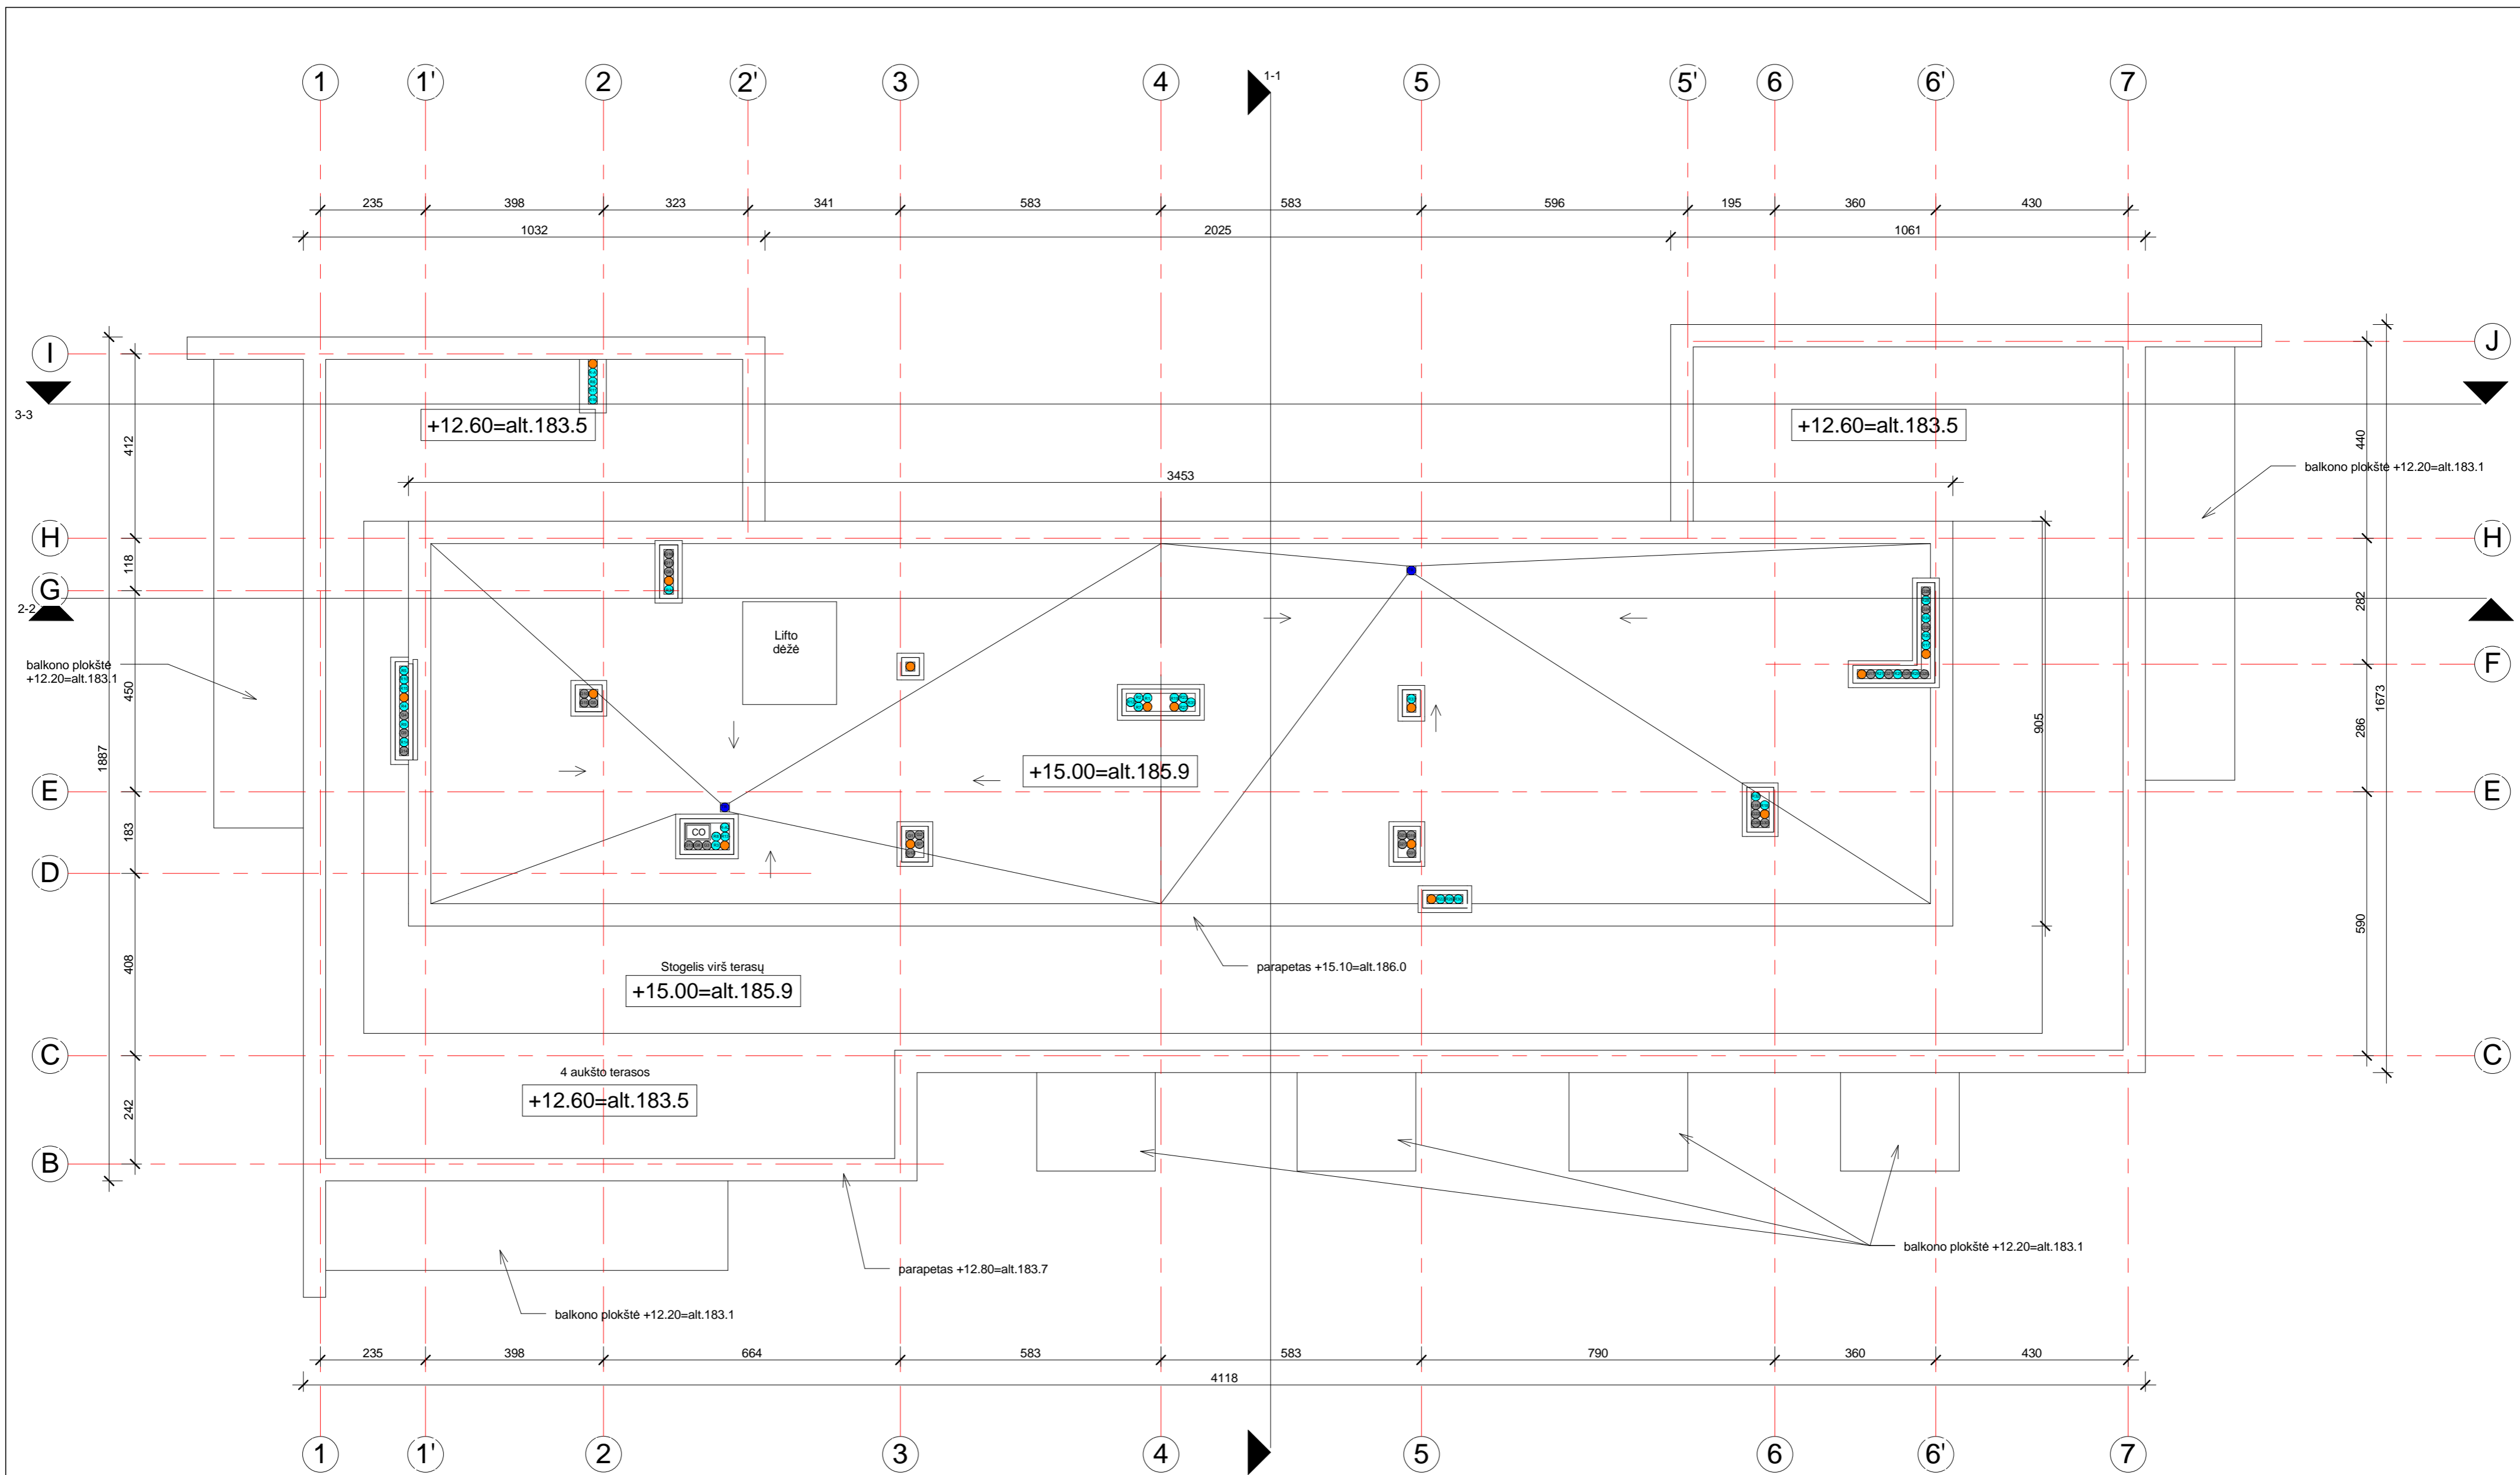 1 1' 2 2' 3 4 5 5' 6 6' 7
1-1
235 398 323 341 583 583 596 195 360 430
1032 2025 1061
I J
3-3
+12.60=alt.183.5 +12.60=alt.183.5
412 440
balkono plokštė +12.20=alt.183.1
3453
H H
118
G
2-2
282
Lifto
dėžė
F
balkono plokštė
+12.20=alt.183.1
450
1673
905
286
1887
+15.00=alt.185.9
E E
183
CO
D
590
408
Stogelis virš terasų
+15.00=alt.185.9
parapetas +15.10=alt.186.0
C C
4 aukšto terasos
+12.60=alt.183.5
242
B
balkono plokštė +12.20=alt.183.1
parapetas +12.80=alt.183.7
balkono plokštė +12.20=alt.183.1
235 398 664 583 583 790 360 430
4118
1 1' 2 3 4 5 6 6' 7